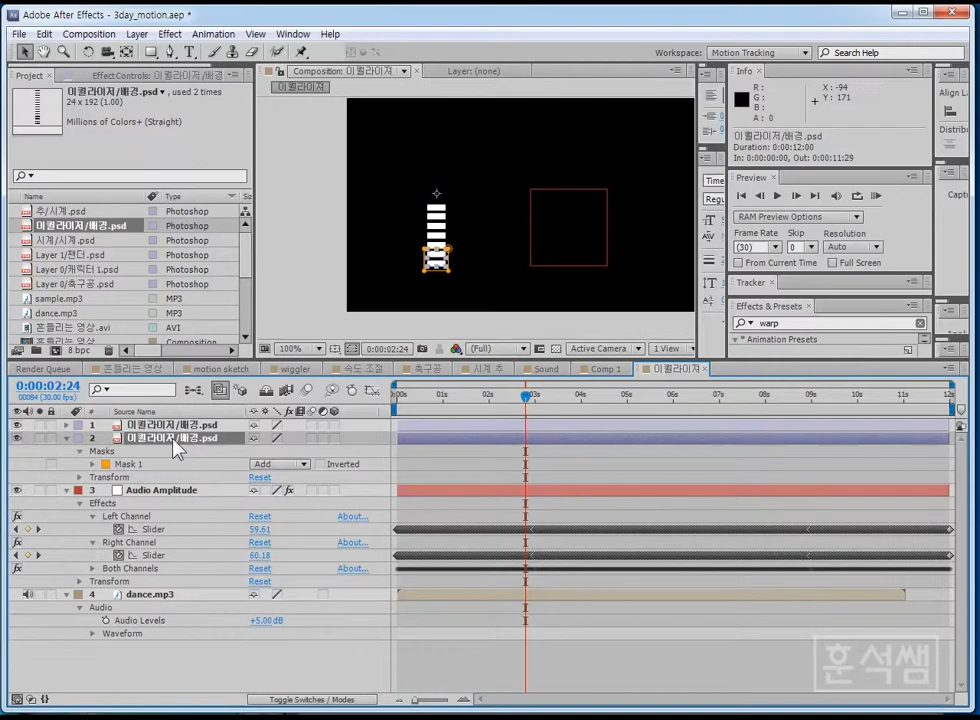 Adobe After Effects - 3day_motion.aep *
File Edit Composition Layer Effect Animation View Window Help
Workspace: Motion Tracking Search Help
Project EffectControls: 이퀄라이저/배경
Composition: 이퀄라이저 Layer: (none)
이퀄라이저
이퀄라이저/배경.psd , used 2 times
24 x 192 (1.00)
Millions of Colors+ (Straight)
Name Type
추/시계.psd Photoshop
이퀄라이저/배경.psd Photoshop
시계/시계.psd Photoshop
Layer 1/팬더.psd Photoshop
Layer 0/캐릭터 1.psd Photoshop
Layer 0/축구공.psd Photoshop
sample.mp3 MP3
dance.mp3 MP3
흔들리는 영상.avi AVI
흔들리는 영상 Composition
8 bpc
100% 0:00:02:24 (Full) Active Camera 1 View
Info
R :
G :
B :
A : 0
X : -94
Y : 171
이퀄라이저/배경.psd
Duration: 0:00:12:00
In: 0:00:00:00, Out: 0:00:11:29
Align
Distribut
Preview
RAM Preview Options
Frame Rate Skip Resolution
(30) 0 Auto
From Current Time Full Screen
Tracker
Effects & Presets
warp
* Animation Presets
Time
Regu
Render Queue 흔들리는 영상 motion sketch wiggler 속도 조절 축구공 시계 추 Sound Comp 1 이퀄라이저
0:00:02:24
00084 (30.00 fps)
0:00s 01s 02s 03s 04s 05s 06s 07s 08s 09s 10s 11s 12s
# Source Name
1 이퀄라이저/배경.psd
2 이퀄라이저/배경.psd
Masks
Mask 1 Add Inverted
Transform Reset
3 Audio Amplitude
Effects
Left Channel Reset About...
Slider 59.61
Right Channel Reset About...
Slider 60.18
Both Channels Reset About...
Transform Reset
4 dance.mp3
Audio
Audio Levels +5.00dB
Waveform
Toggle Switches / Modes
훈석쌤